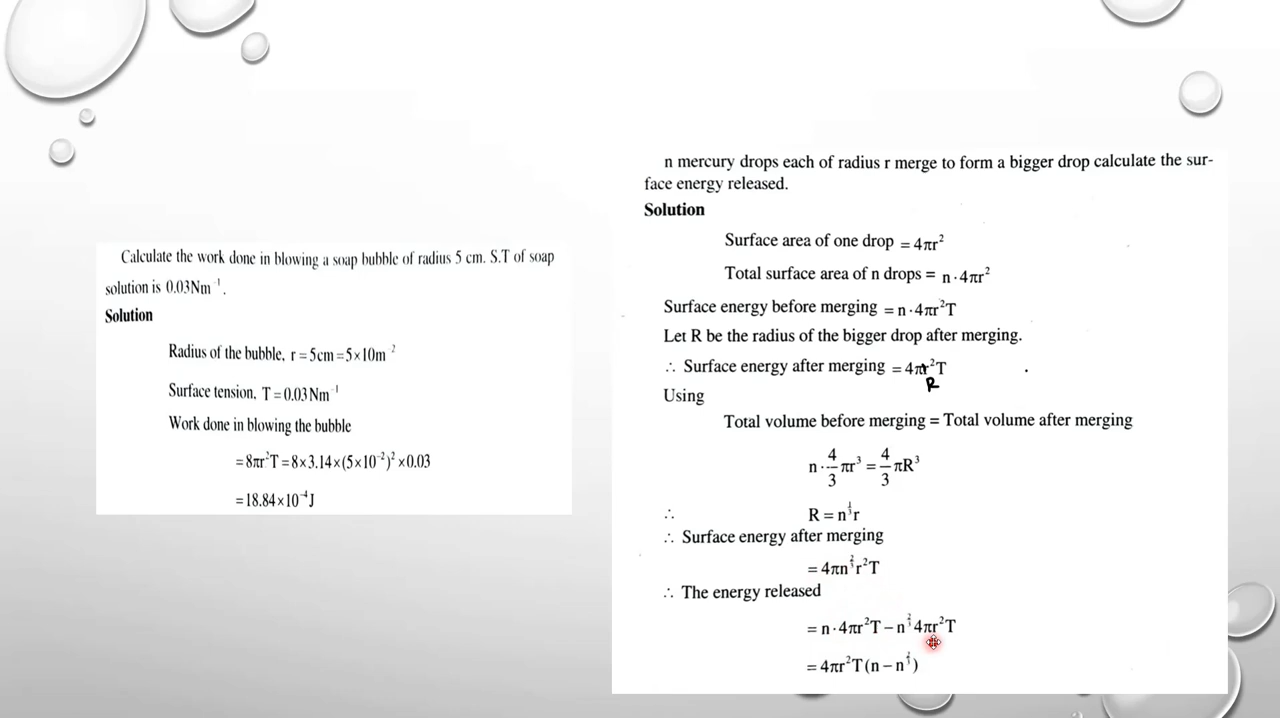 Calculate the work done in blowing a soap bubble of radius 5 cm. S.T of soap
solution is 0.03Nm⁻¹.
Solution
Radius of the bubble, r = 5cm = 5×10m⁻²
Surface tension, T = 0.03 Nm⁻¹
Work done in blowing the bubble
= 8πr²T = 8×3.14×(5×10⁻²)²×0.03
= 18.84×10⁻⁴J
n mercury drops each of radius r merge to form a bigger drop calculate the sur-
face energy released.
Solution
Surface area of one drop = 4πr²
Total surface area of n drops = n·4πr²
Surface energy before merging = n·4πr²T
Let R be the radius of the bigger drop after merging.
∴ Surface energy after merging = 4πr²T
R
Using
Total volume before merging = Total volume after merging
n·4/3 πr³ = 4/3 πR³
∴ R = n^(1/3) r
∴ Surface energy after merging
= 4πn^(2/3) r²T
∴ The energy released
= n·4πr²T − n^(2/3) 4πr²T
= 4πr²T(n − n^(2/3))